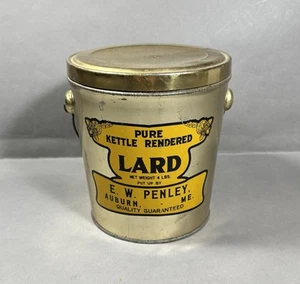 PURE
KETTLE RENDERED
LARD
NET WEIGHT 4 LBS.
PUT UP BY
E. W. PENLEY.
AUBURN, - ME.
QUALITY GUARANTEED